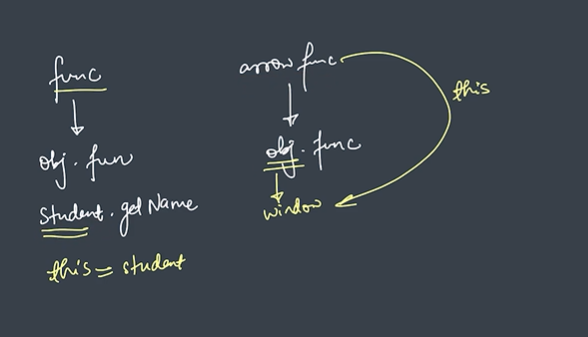 func
obj.fun
student.getName
this = student
arrow func
obj.func
window
this